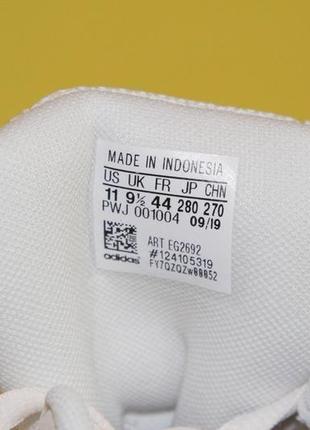 MADE IN INDONESIA
US UK FR JP CHN
11 9½ 44 280 270
PWJ 001004 09/19
ART EG2692
#124105319
adidas FY7QZQZW88852